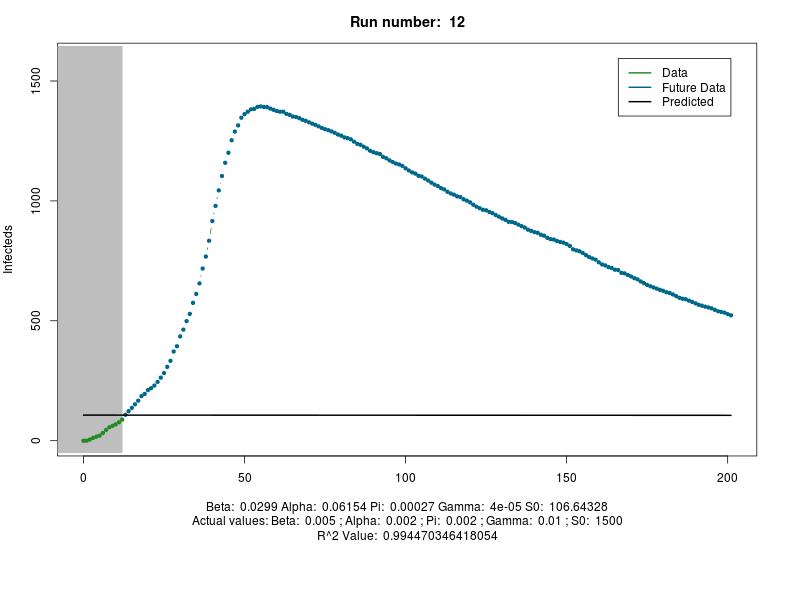 Run number:  12
1500
1000
500
0
Infecteds
Data
Future Data
Predicted
0 50 100 150 200
Beta:  0.0299 Alpha:  0.06154 Pi:  0.00027 Gamma:  4e-05 S0:  106.64328
Actual values: Beta:  0.005 ; Alpha:  0.002 ; Pi:  0.002 ; Gamma:  0.01 ; S0:  1500
R^2 Value:  0.994470346418054